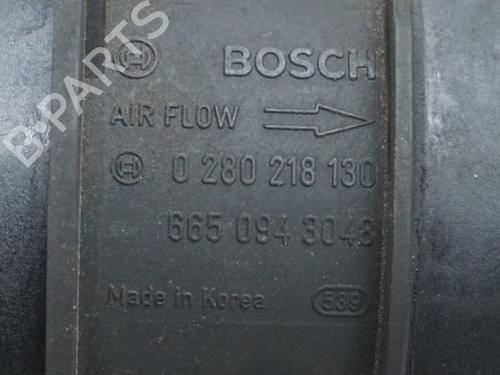 BOSCH
AIR FLOW
0 280 218 130
665 094 3048
Made in Korea 539
B-PARTS